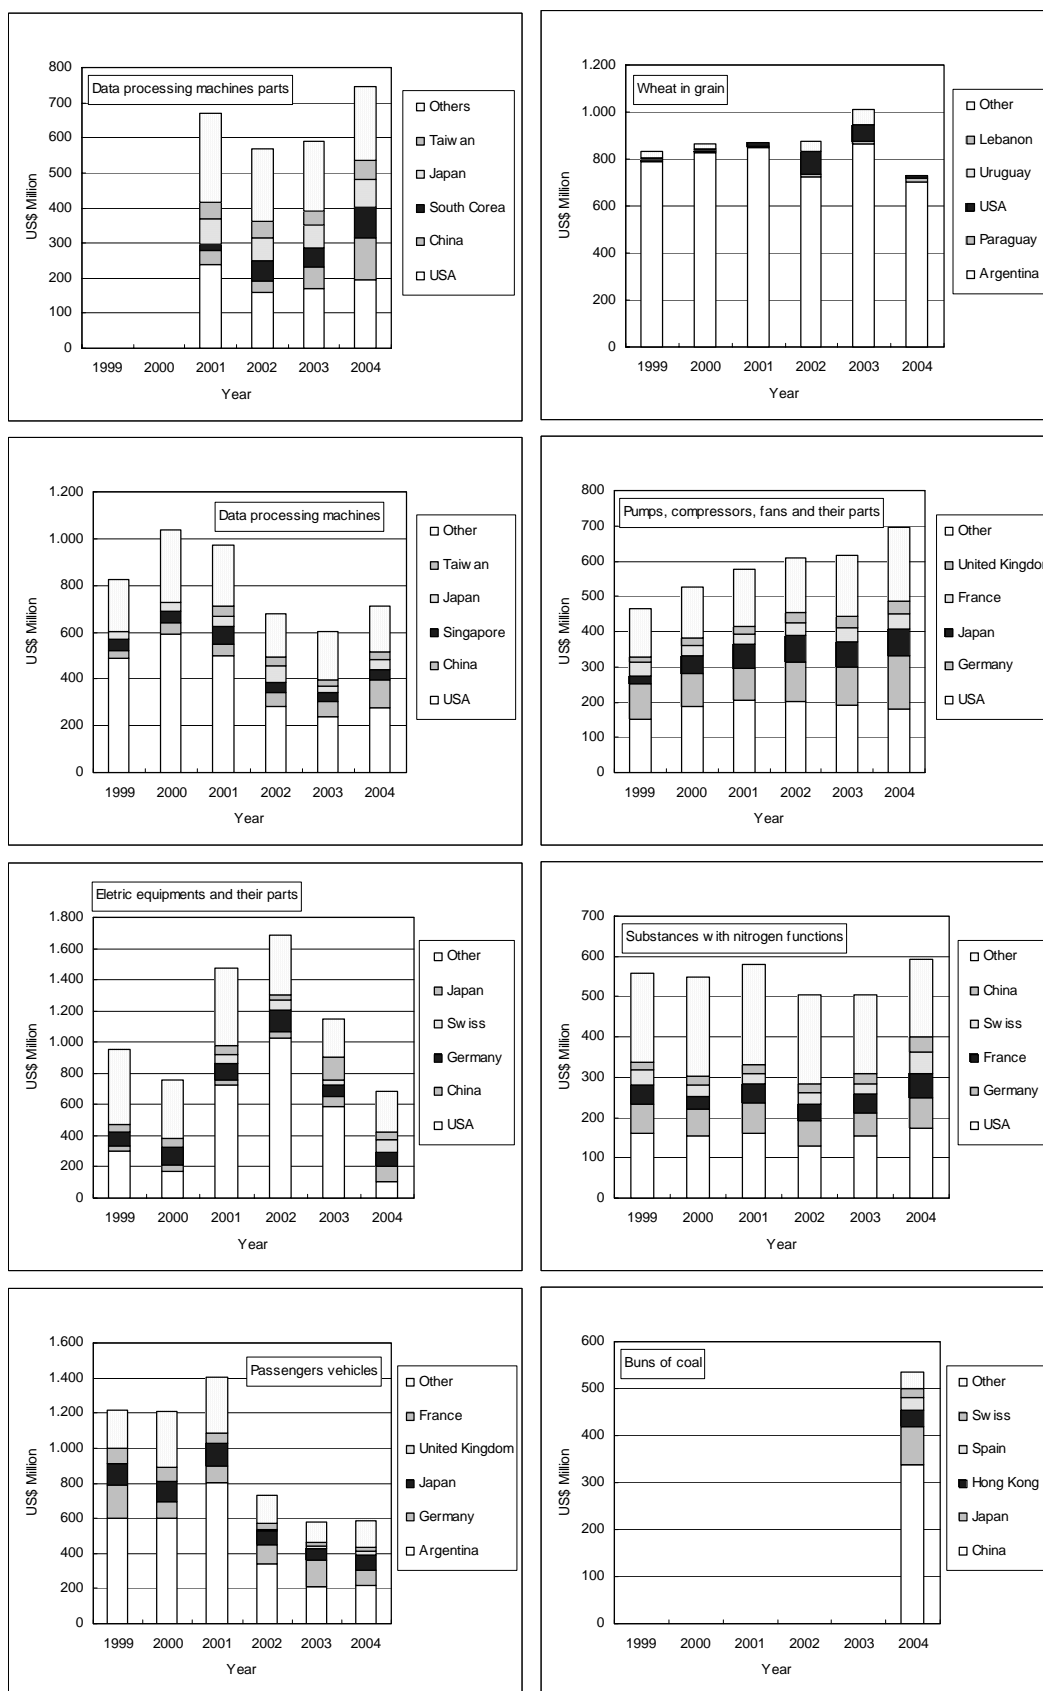 Data processing machines parts
US$ Million
800
700
600
500
400
300
200
100
0
1999 2000 2001 2002 2003 2004
Year
Others
Taiwan
Japan
South Corea
China
USA
Wheat in grain
US$ Million
1.200
1.000
800
600
400
200
0
1999 2000 2001 2002 2003 2004
Year
Other
Lebanon
Uruguay
USA
Paraguay
Argentina
Data processing machines
US$ Million
1.200
1.000
800
600
400
200
0
1999 2000 2001 2002 2003 2004
Year
Other
Taiwan
Japan
Singapore
China
USA
Pumps, compressors, fans and their parts
US$ Million
800
700
600
500
400
300
200
100
0
1999 2000 2001 2002 2003 2004
Year
Other
United Kingdom
France
Japan
Germany
USA
Eletric equipments and their parts
US$ Million
1.800
1.600
1.400
1.200
1.000
800
600
400
200
0
1999 2000 2001 2002 2003 2004
Year
Other
Japan
Swiss
Germany
China
USA
Substances with nitrogen functions
US$ Million
700
600
500
400
300
200
100
0
1999 2000 2001 2002 2003 2004
Year
Other
China
Swiss
France
Germany
USA
Passengers vehicles
US$ Million
1.600
1.400
1.200
1.000
800
600
400
200
0
1999 2000 2001 2002 2003 2004
Year
Other
France
United Kingdom
Japan
Germany
Argentina
Buns of coal
US$ Million
600
500
400
300
200
100
0
1999 2000 2001 2002 2003 2004
Year
Other
Swiss
Spain
Hong Kong
Japan
China